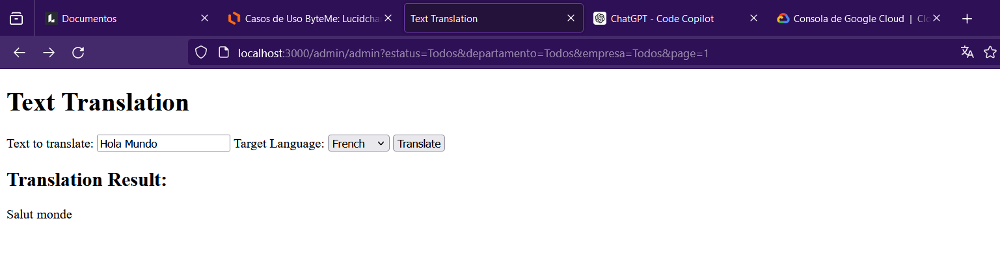 Documentos
Casos de Uso ByteMe: Lucidchar
Text Translation
ChatGPT - Code Copilot
Consola de Google Cloud | Clo
localhost:3000/admin/admin?estatus=Todos&departamento=Todos&empresa=Todos&page=1
Text Translation
Text to translate: Hola Mundo Target Language: French Translate
Translation Result:
Salut monde